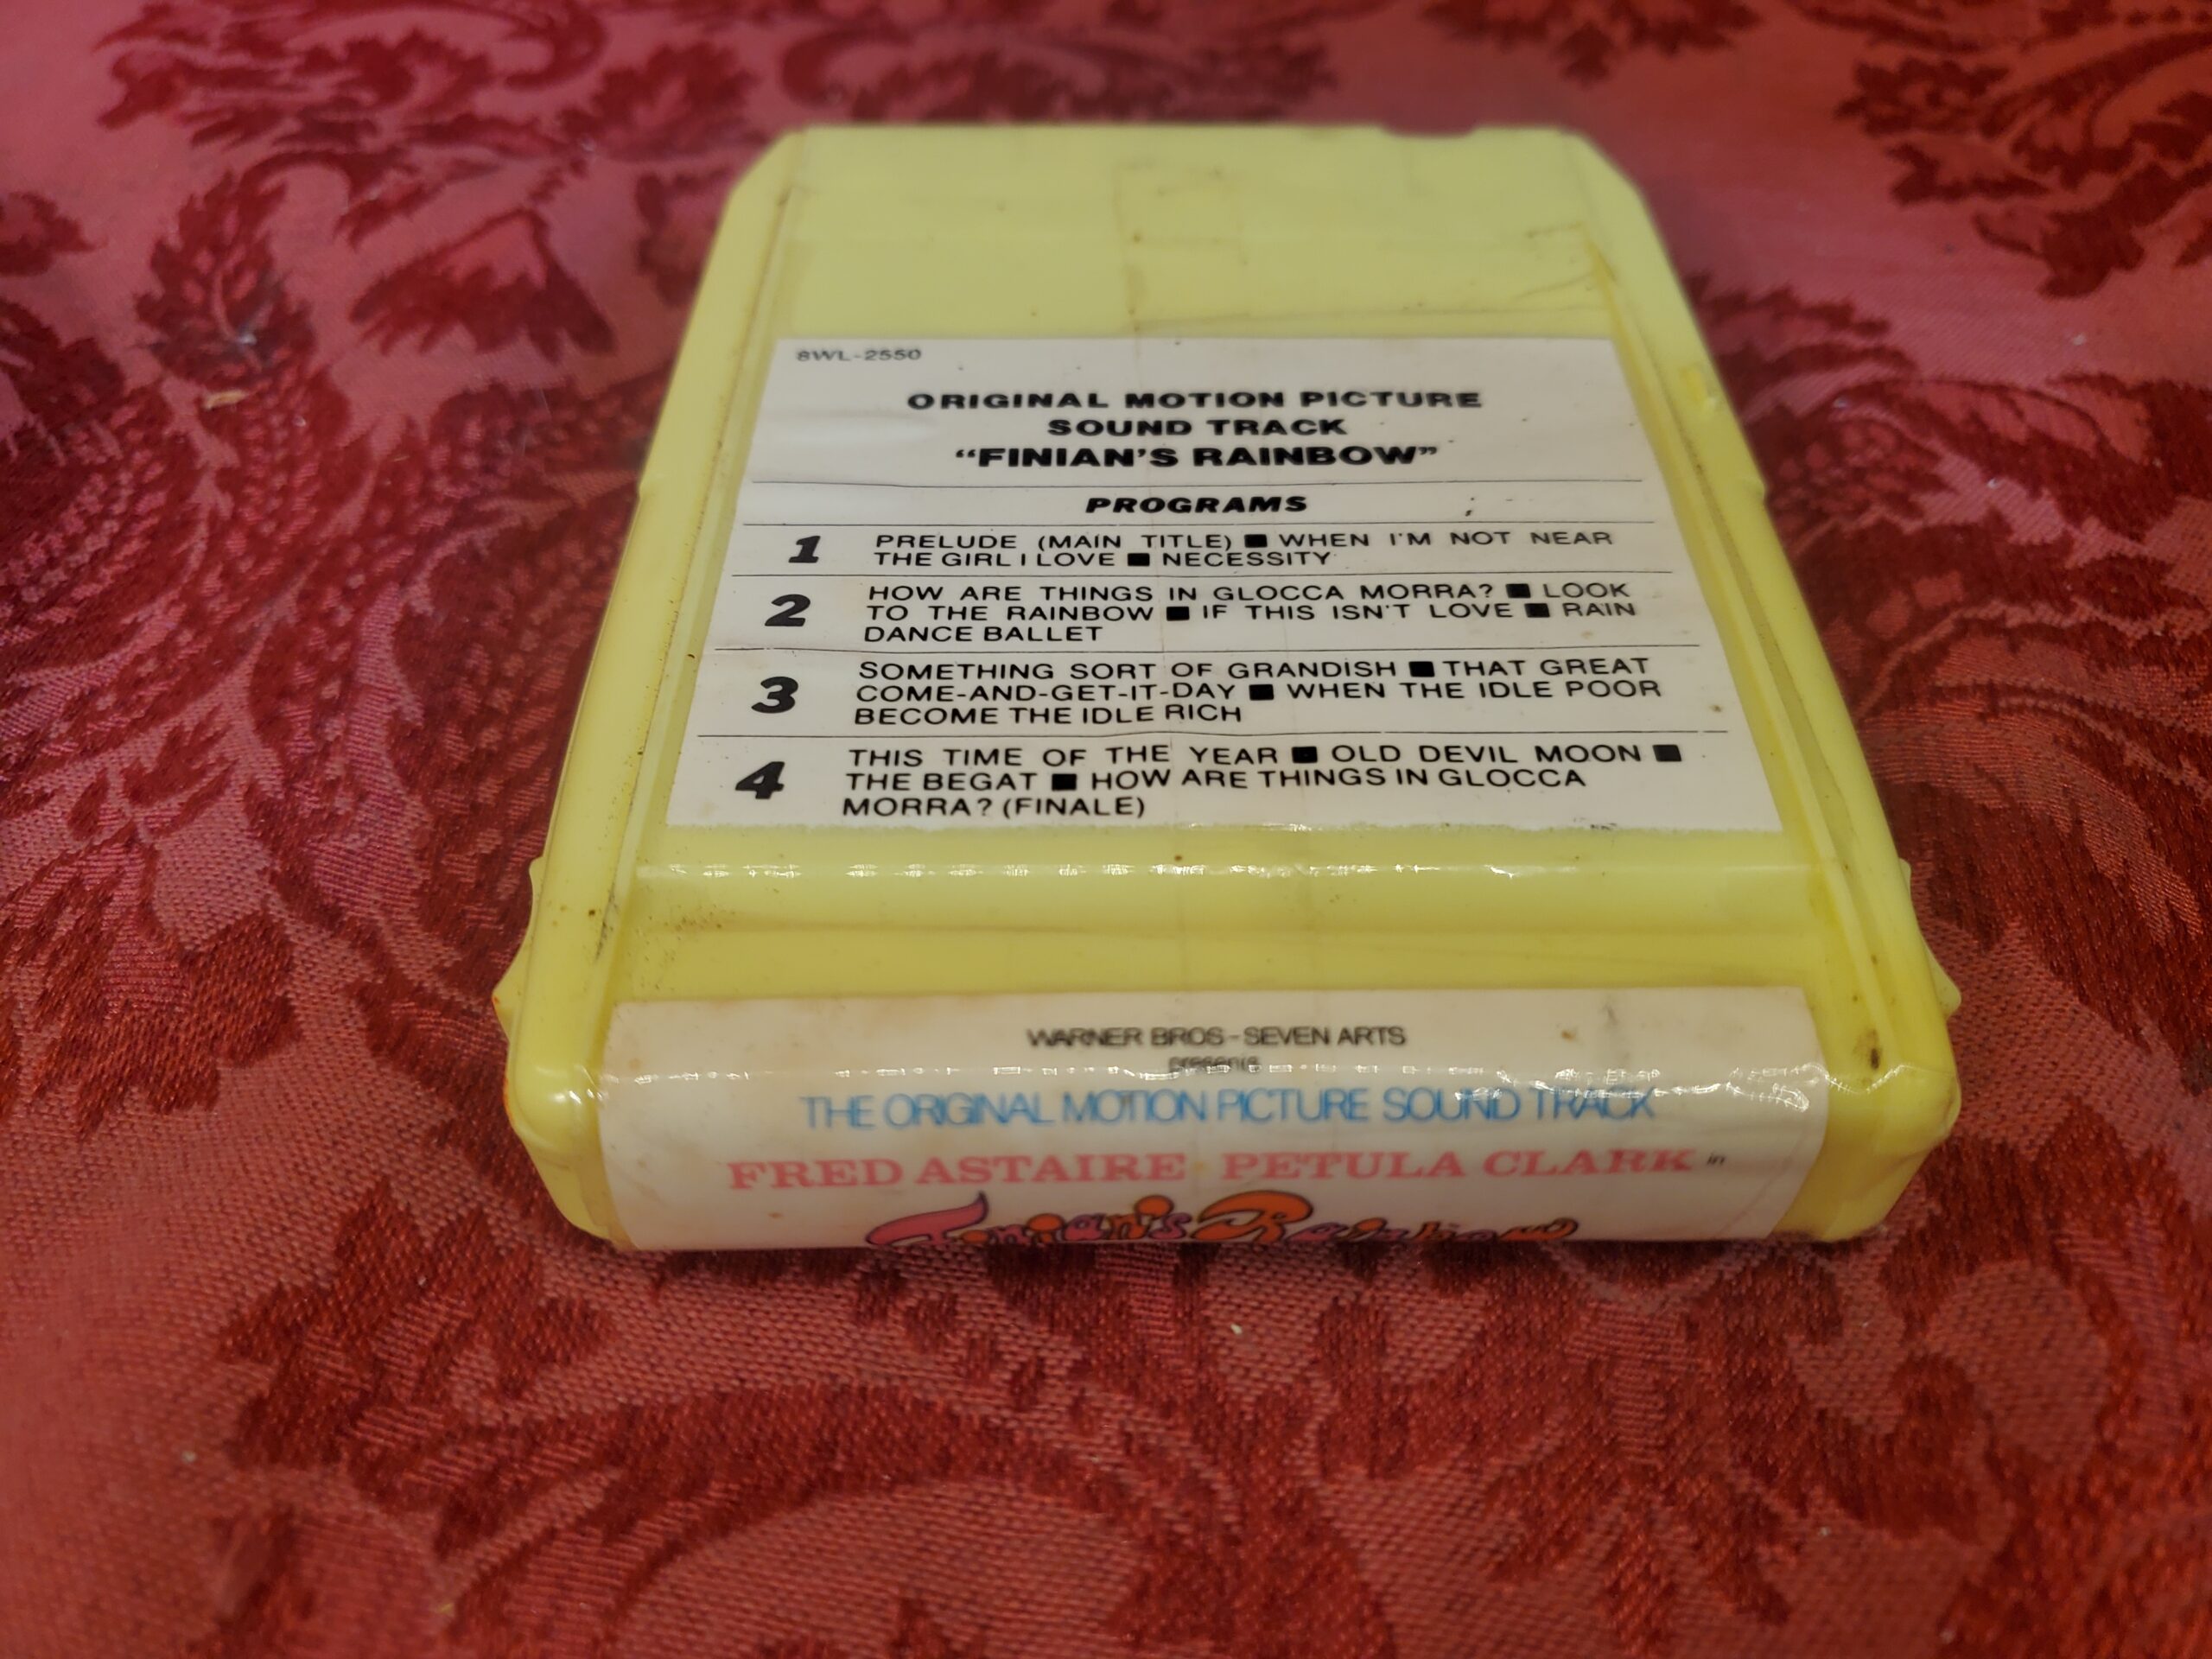 8WL-2550
ORIGINAL MOTION PICTURE
SOUND TRACK
“FINIAN'S RAINBOW”
PROGRAMS
1 PRELUDE (MAIN TITLE) ■ WHEN I'M NOT NEAR
THE GIRL I LOVE ■ NECESSITY
2 HOW ARE THINGS IN GLOCCA MORRA? ■ LOOK
TO THE RAINBOW ■ IF THIS ISN'T LOVE ■ RAIN
DANCE BALLET
3 SOMETHING SORT OF GRANDISH ■ THAT GREAT
COME-AND-GET-IT-DAY ■ WHEN THE IDLE POOR
BECOME THE IDLE RICH
4 THIS TIME OF THE YEAR ■ OLD DEVIL MOON ■
THE BEGAT ■ HOW ARE THINGS IN GLOCCA
MORRA? (FINALE)
WARNER BROS - SEVEN ARTS
presents
THE ORIGINAL MOTION PICTURE SOUND TRACK
FRED ASTAIRE · PETULA CLARK in
Finian's Rainbow